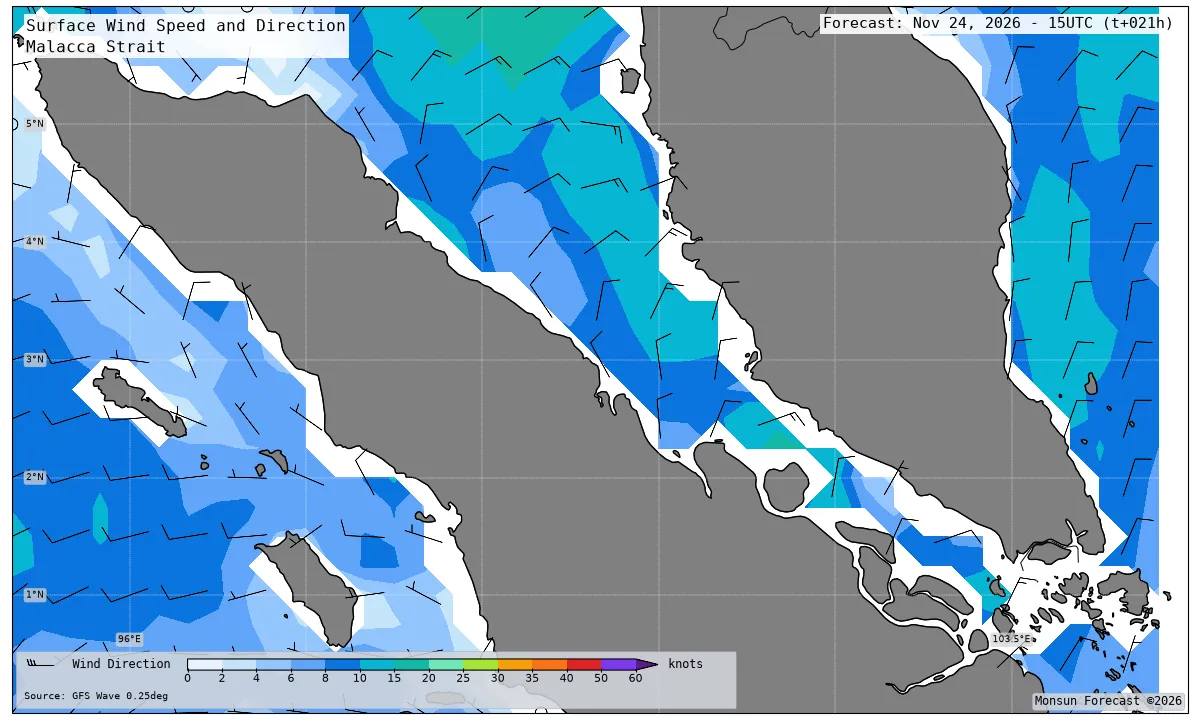 Surface Wind Speed and Direction
Malacca Strait
Forecast: Nov 24, 2026 - 15UTC (t+021h)
5°N
4°N
3°N
2°N
1°N
96°E
103.5°E
Wind Direction
knots
0 2 4 6 8 10 15 20 25 30 35 40 50 60
Source: GFS Wave 0.25deg
Monsun Forecast ©2026